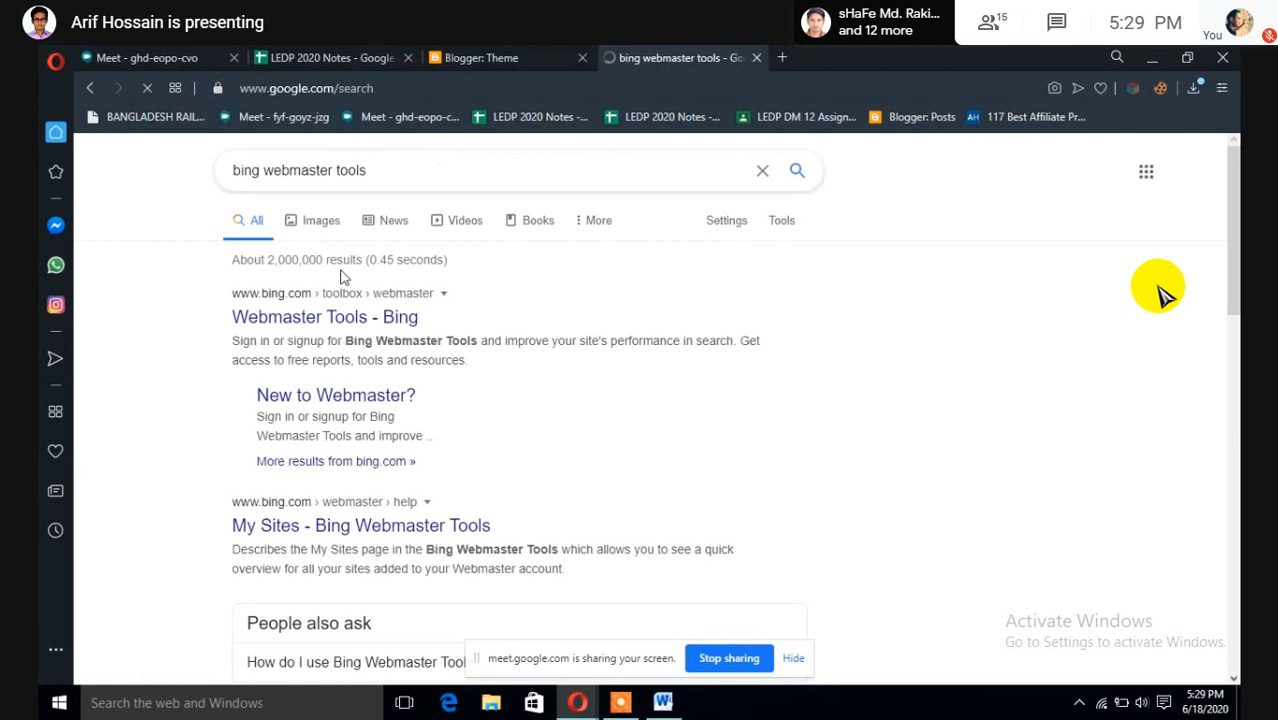 Arif Hossain is presenting
sHaFe Md. Raki...
and 12 more
15
5:29 PM
You
Meet - ghd-eopo-cvo
LEDP 2020 Notes - Google
Blogger: Theme
bing webmaster tools - Go
www.google.com/search
BANGLADESH RAIL...
Meet - fyf-goyz-jzg
Meet - ghd-eopo-c...
LEDP 2020 Notes -...
LEDP 2020 Notes -...
LEDP DM 12 Assign...
Blogger: Posts
AH
117 Best Affiliate Pr...
bing webmaster tools
All
Images
News
Videos
Books
More
Settings
Tools
About 2,000,000 results (0.45 seconds)
www.bing.com › toolbox › webmaster
Webmaster Tools - Bing
Sign in or signup for Bing Webmaster Tools and improve your site's performance in search. Get
access to free reports, tools and resources.
New to Webmaster?
Sign in or signup for Bing
Webmaster Tools and improve ...
More results from bing.com »
www.bing.com › webmaster › help
My Sites - Bing Webmaster Tools
Describes the My Sites page in the Bing Webmaster Tools which allows you to see a quick
overview for all your sites added to your Webmaster account.
People also ask
How do I use Bing Webmaster Tool
meet.google.com is sharing your screen.
Stop sharing
Hide
Activate Windows
Go to Settings to activate Windows.
Search the web and Windows
5:29 PM
6/18/2020